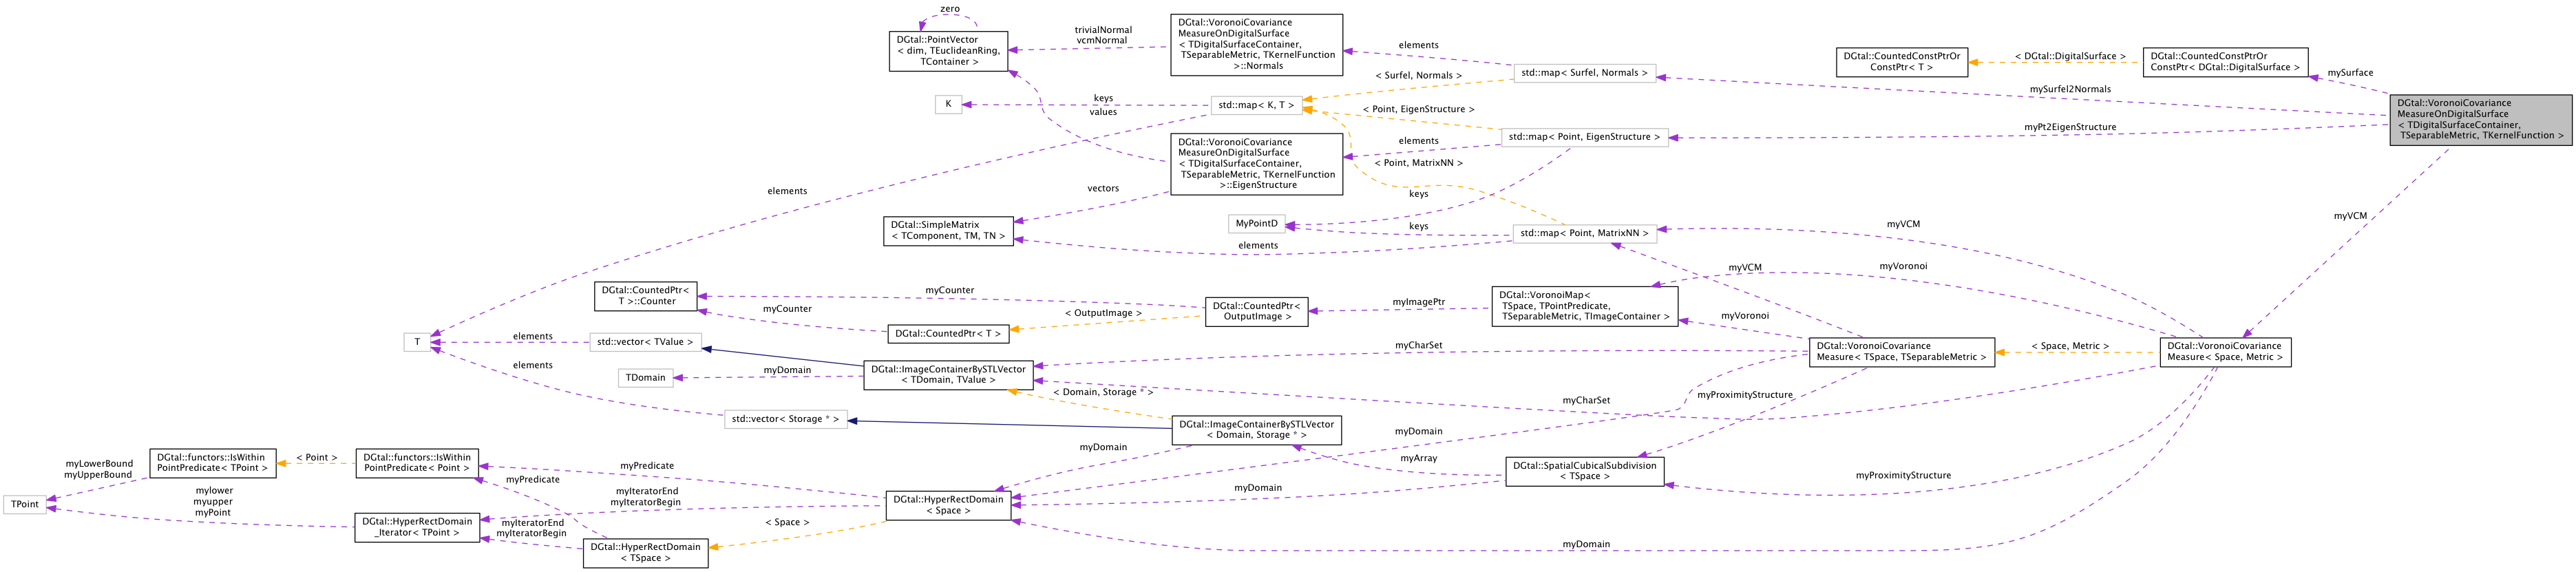 zero
DGtal::PointVector
< dim, TEuclideanRing,
TContainer >
trivialNormal
vcmNormal
DGtal::VoronoiCovariance
MeasureOnDigitalSurface
< TDigitalSurfaceContainer,
TSeparableMetric, TKernelFunction
>::Normals
elements
std::map< Surfel, Normals >
< Surfel, Normals >
DGtal::CountedConstPtrOr
ConstPtr< T >
< DGtal::DigitalSurface >
DGtal::CountedConstPtrOr
ConstPtr< DGtal::DigitalSurface >
mySurface
mySurfel2Normals
DGtal::VoronoiCovariance
MeasureOnDigitalSurface
< TDigitalSurfaceContainer,
TSeparableMetric, TKernelFunction >
K
keys
values
std::map< K, T >
< Point, EigenStructure >
std::map< Point, EigenStructure >
myPt2EigenStructure
elements
DGtal::VoronoiCovariance
MeasureOnDigitalSurface
< TDigitalSurfaceContainer,
TSeparableMetric, TKernelFunction
>::EigenStructure
< Point, MatrixNN >
elements
vectors
keys
myVCM
DGtal::SimpleMatrix
< TComponent, TM, TN >
MyPointD
keys
std::map< Point, MatrixNN >
myVCM
elements
DGtal::CountedPtr<
T >::Counter
myCounter
myCounter
DGtal::CountedPtr< T >
< OutputImage >
DGtal::CountedPtr<
OutputImage >
myImagePtr
DGtal::VoronoiMap<
TSpace, TPointPredicate,
TSeparableMetric, TImageContainer >
myVCM
myVoronoi
myVoronoi
T
elements
std::vector< TValue >
elements
TDomain
myDomain
DGtal::ImageContainerBySTLVector
< TDomain, TValue >
myCharSet
DGtal::VoronoiCovariance
Measure< TSpace, TSeparableMetric >
< Space, Metric >
DGtal::VoronoiCovariance
Measure< Space, Metric >
< Domain, Storage * >
myCharSet
myProximityStructure
std::vector< Storage * >
DGtal::ImageContainerBySTLVector
< Domain, Storage * >
myDomain
myDomain
myArray
DGtal::SpatialCubicalSubdivision
< TSpace >
myProximityStructure
myDomain
myLowerBound
myUpperBound
DGtal::functors::IsWithin
PointPredicate< TPoint >
< Point >
DGtal::functors::IsWithin
PointPredicate< Point >
myPredicate
myPredicate
myIteratorEnd
myIteratorBegin
DGtal::HyperRectDomain
< Space >
TPoint
mylower
myupper
myPoint
DGtal::HyperRectDomain
_Iterator< TPoint >
myIteratorEnd
myIteratorBegin
DGtal::HyperRectDomain
< TSpace >
< Space >
myDomain